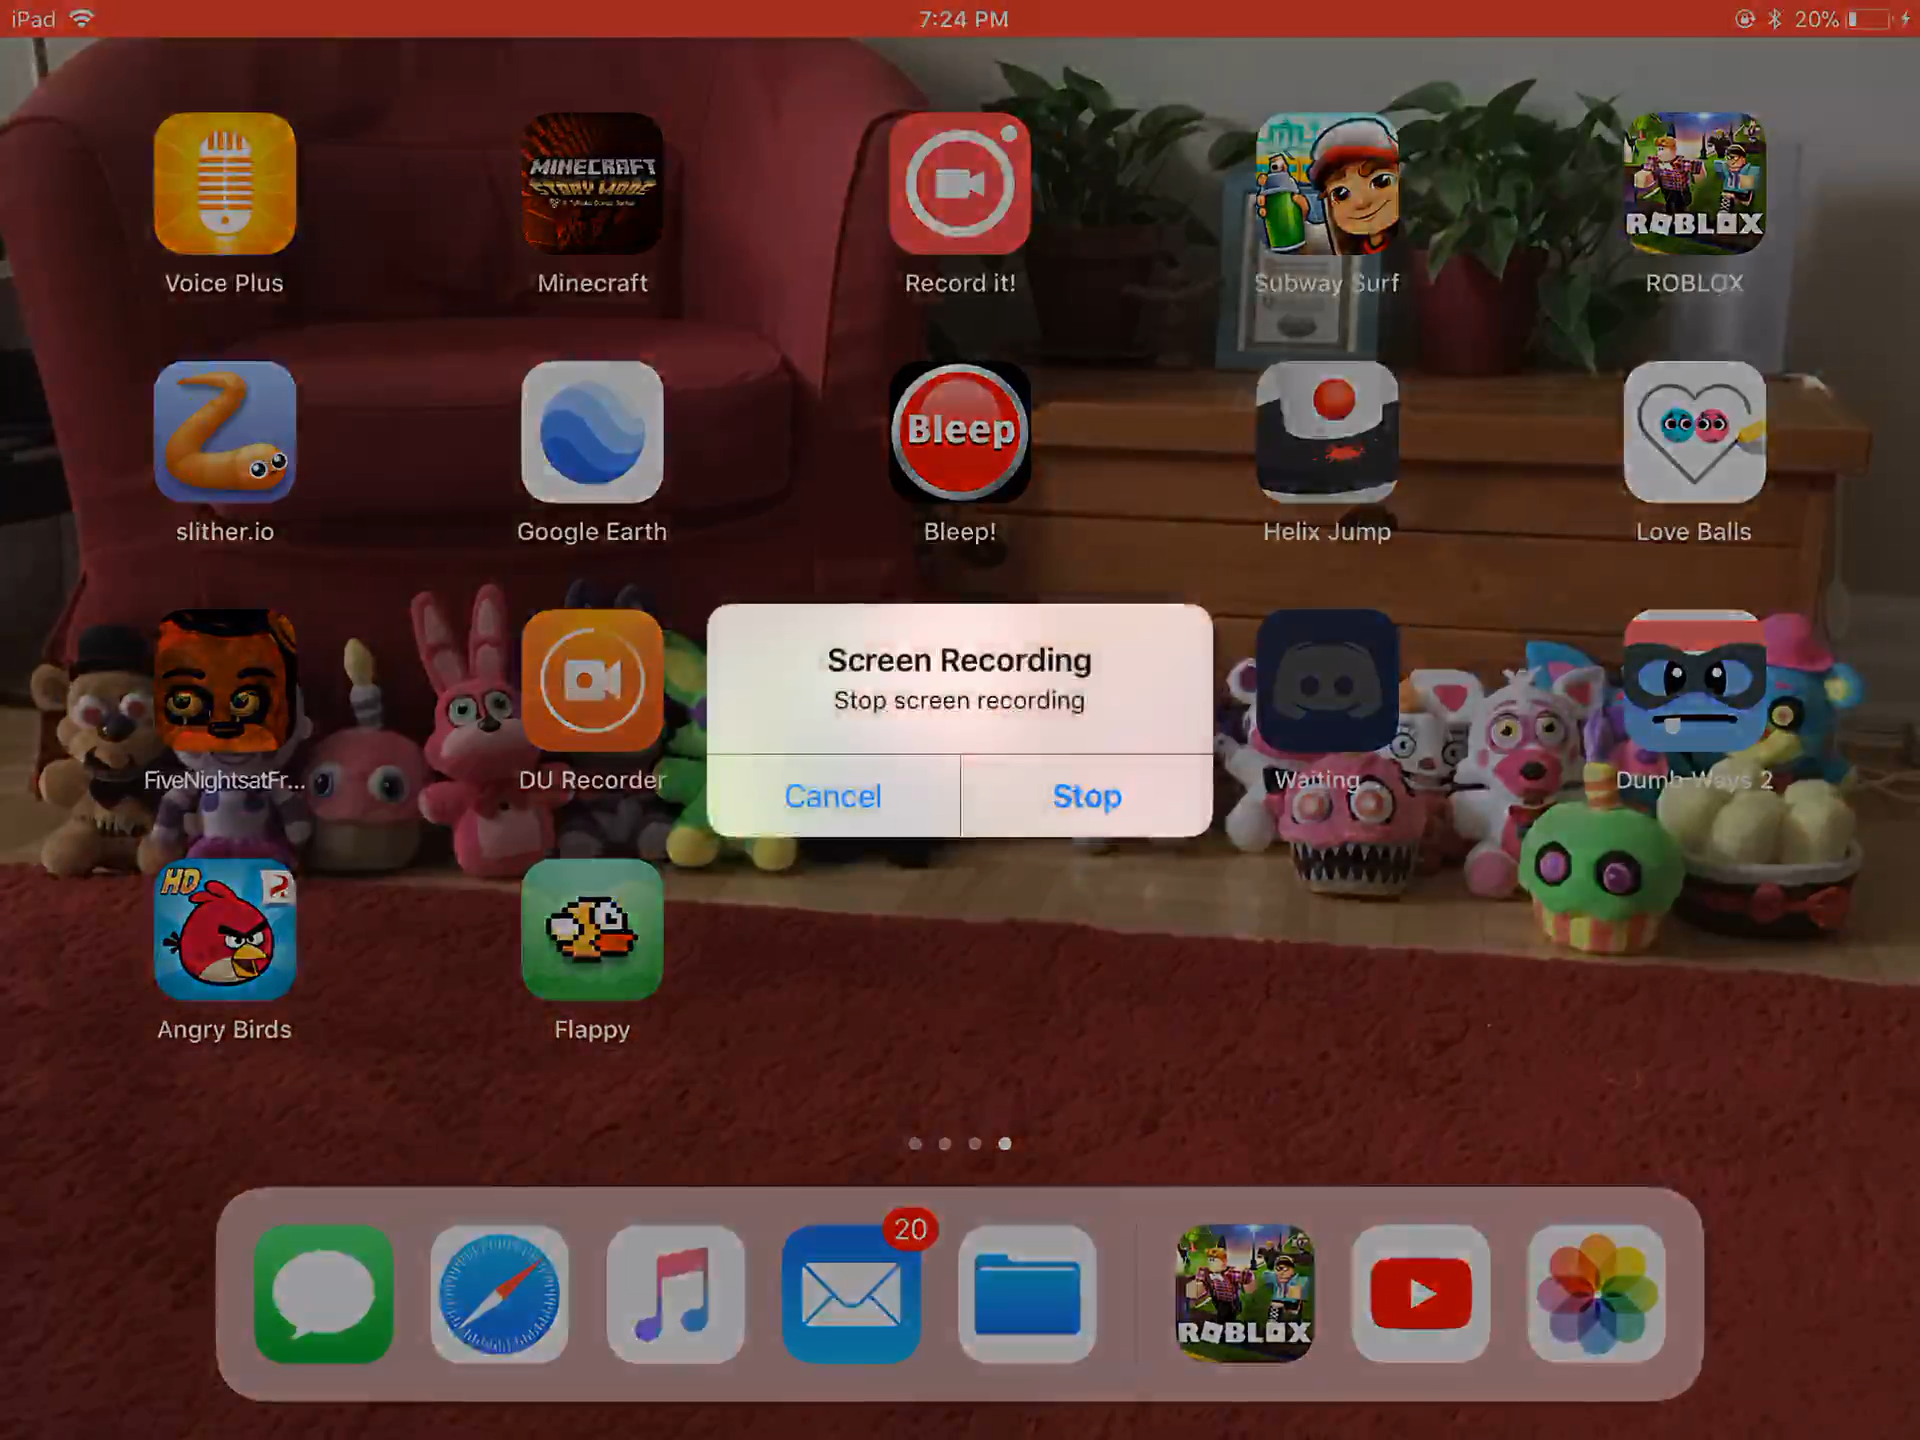 iPad 7:24 PM 20%
MINECRAFT
STORY MODE
ROBLOX
Voice Plus Minecraft Record it! Subway Surf ROBLOX
Bleep
slither.io Google Earth Bleep! Helix Jump Love Balls
Screen Recording
Stop screen recording
FiveNightsatFr... DU Recorder Waiting... Dumb Ways 2
Cancel Stop
HD
Angry Birds Flappy
20
ROBLOX